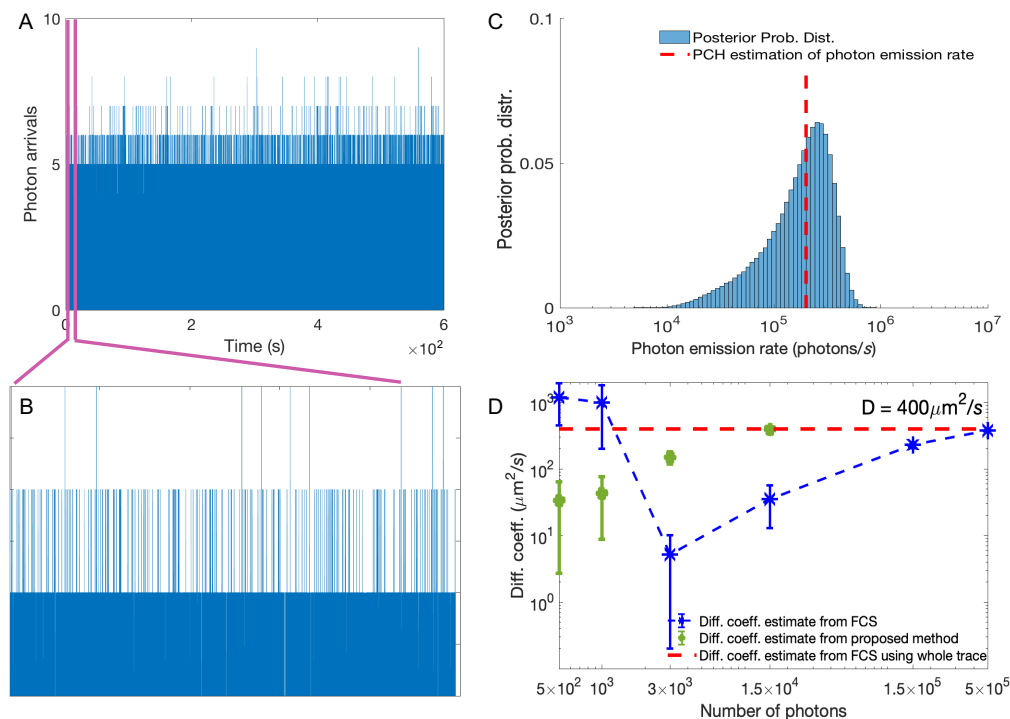 A
Photon arrivals
10
5
0
0
2
4
6
Time (s)
×10²
B
C
Posterior prob. distr.
0.1
0.05
0
Posterior Prob. Dist.
PCH estimation of photon emission rate
10³
10⁴
10⁵
10⁶
10⁷
Photon emission rate (photons/s)
D
D = 400μm²/s
Diff. coeff. (μm²/s)
10³
10²
10¹
10⁰
Diff. coeff. estimate from FCS
Diff. coeff. estimate from proposed method
Diff. coeff. estimate from FCS using whole trace
5×10²
10³
3×10³
1.5×10⁴
1.5×10⁵
5×10⁵
Number of photons